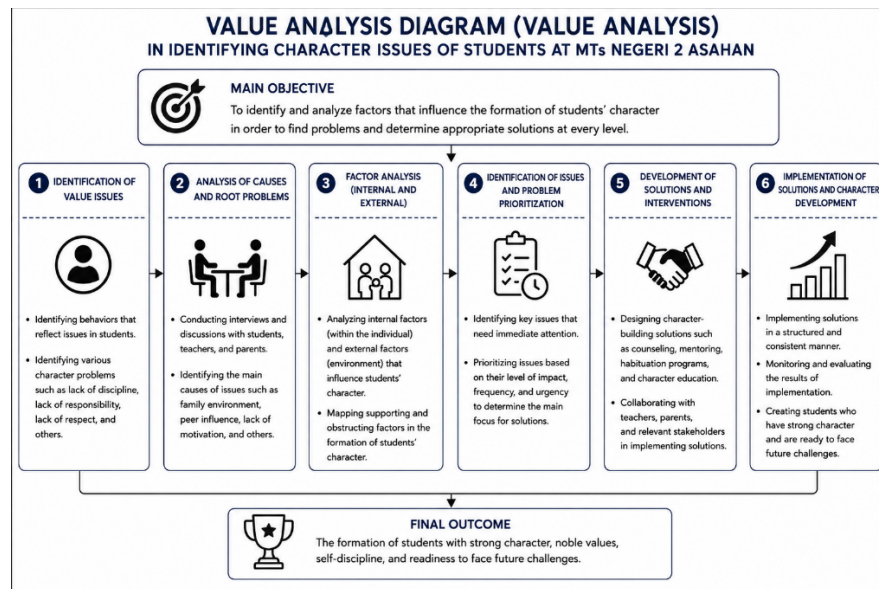 VALUE ANALYSIS DIAGRAM (VALUE ANALYSIS)
IN IDENTIFYING CHARACTER ISSUES OF STUDENTS AT MTs NEGERI 2 ASAHAN
MAIN OBJECTIVE
To identify and analyze factors that influence the formation of students' character
in order to find problems and determine appropriate solutions at every level.
1 IDENTIFICATION OF
VALUE ISSUES
• Identifying behaviors that
reflect issues in students.
• Identifying various
character problems
such as lack of discipline,
lack of responsibility,
lack of respect, and
others.
2 ANALYSIS OF CAUSES
AND ROOT PROBLEMS
• Conducting interviews and
discussions with students,
teachers, and parents.
• Identifying the main
causes of issues such as
family environment,
peer influence, lack of
motivation, and others.
3 FACTOR ANALYSIS
(INTERNAL AND
EXTERNAL)
• Analyzing internal factors
(within the individual)
and external factors
(environment) that
influence students'
character.
• Mapping supporting and
obstructing factors in the
formation of students'
character.
4 IDENTIFICATION OF ISSUES
AND PROBLEM
PRIORITIZATION
• Identifying key issues that
need immediate attention.
• Prioritizing issues based
on their level of impact,
frequency, and urgency
to determine the main
focus for solutions.
5 DEVELOPMENT OF
SOLUTIONS AND
INTERVENTIONS
• Designing character-
building solutions such
as counseling, mentoring,
habituation programs,
and character education.
• Collaborating with
teachers, parents,
and relevant stakeholders
in implementing solutions.
6 IMPLEMENTATION OF
SOLUTIONS AND CHARACTER
DEVELOPMENT
• Implementing solutions
in a structured and
consistent manner.
• Monitoring and evaluating
the results of
implementation.
• Creating students who
have strong character
and are ready to face
future challenges.
FINAL OUTCOME
The formation of students with strong character, noble values,
self-discipline, and readiness to face future challenges.